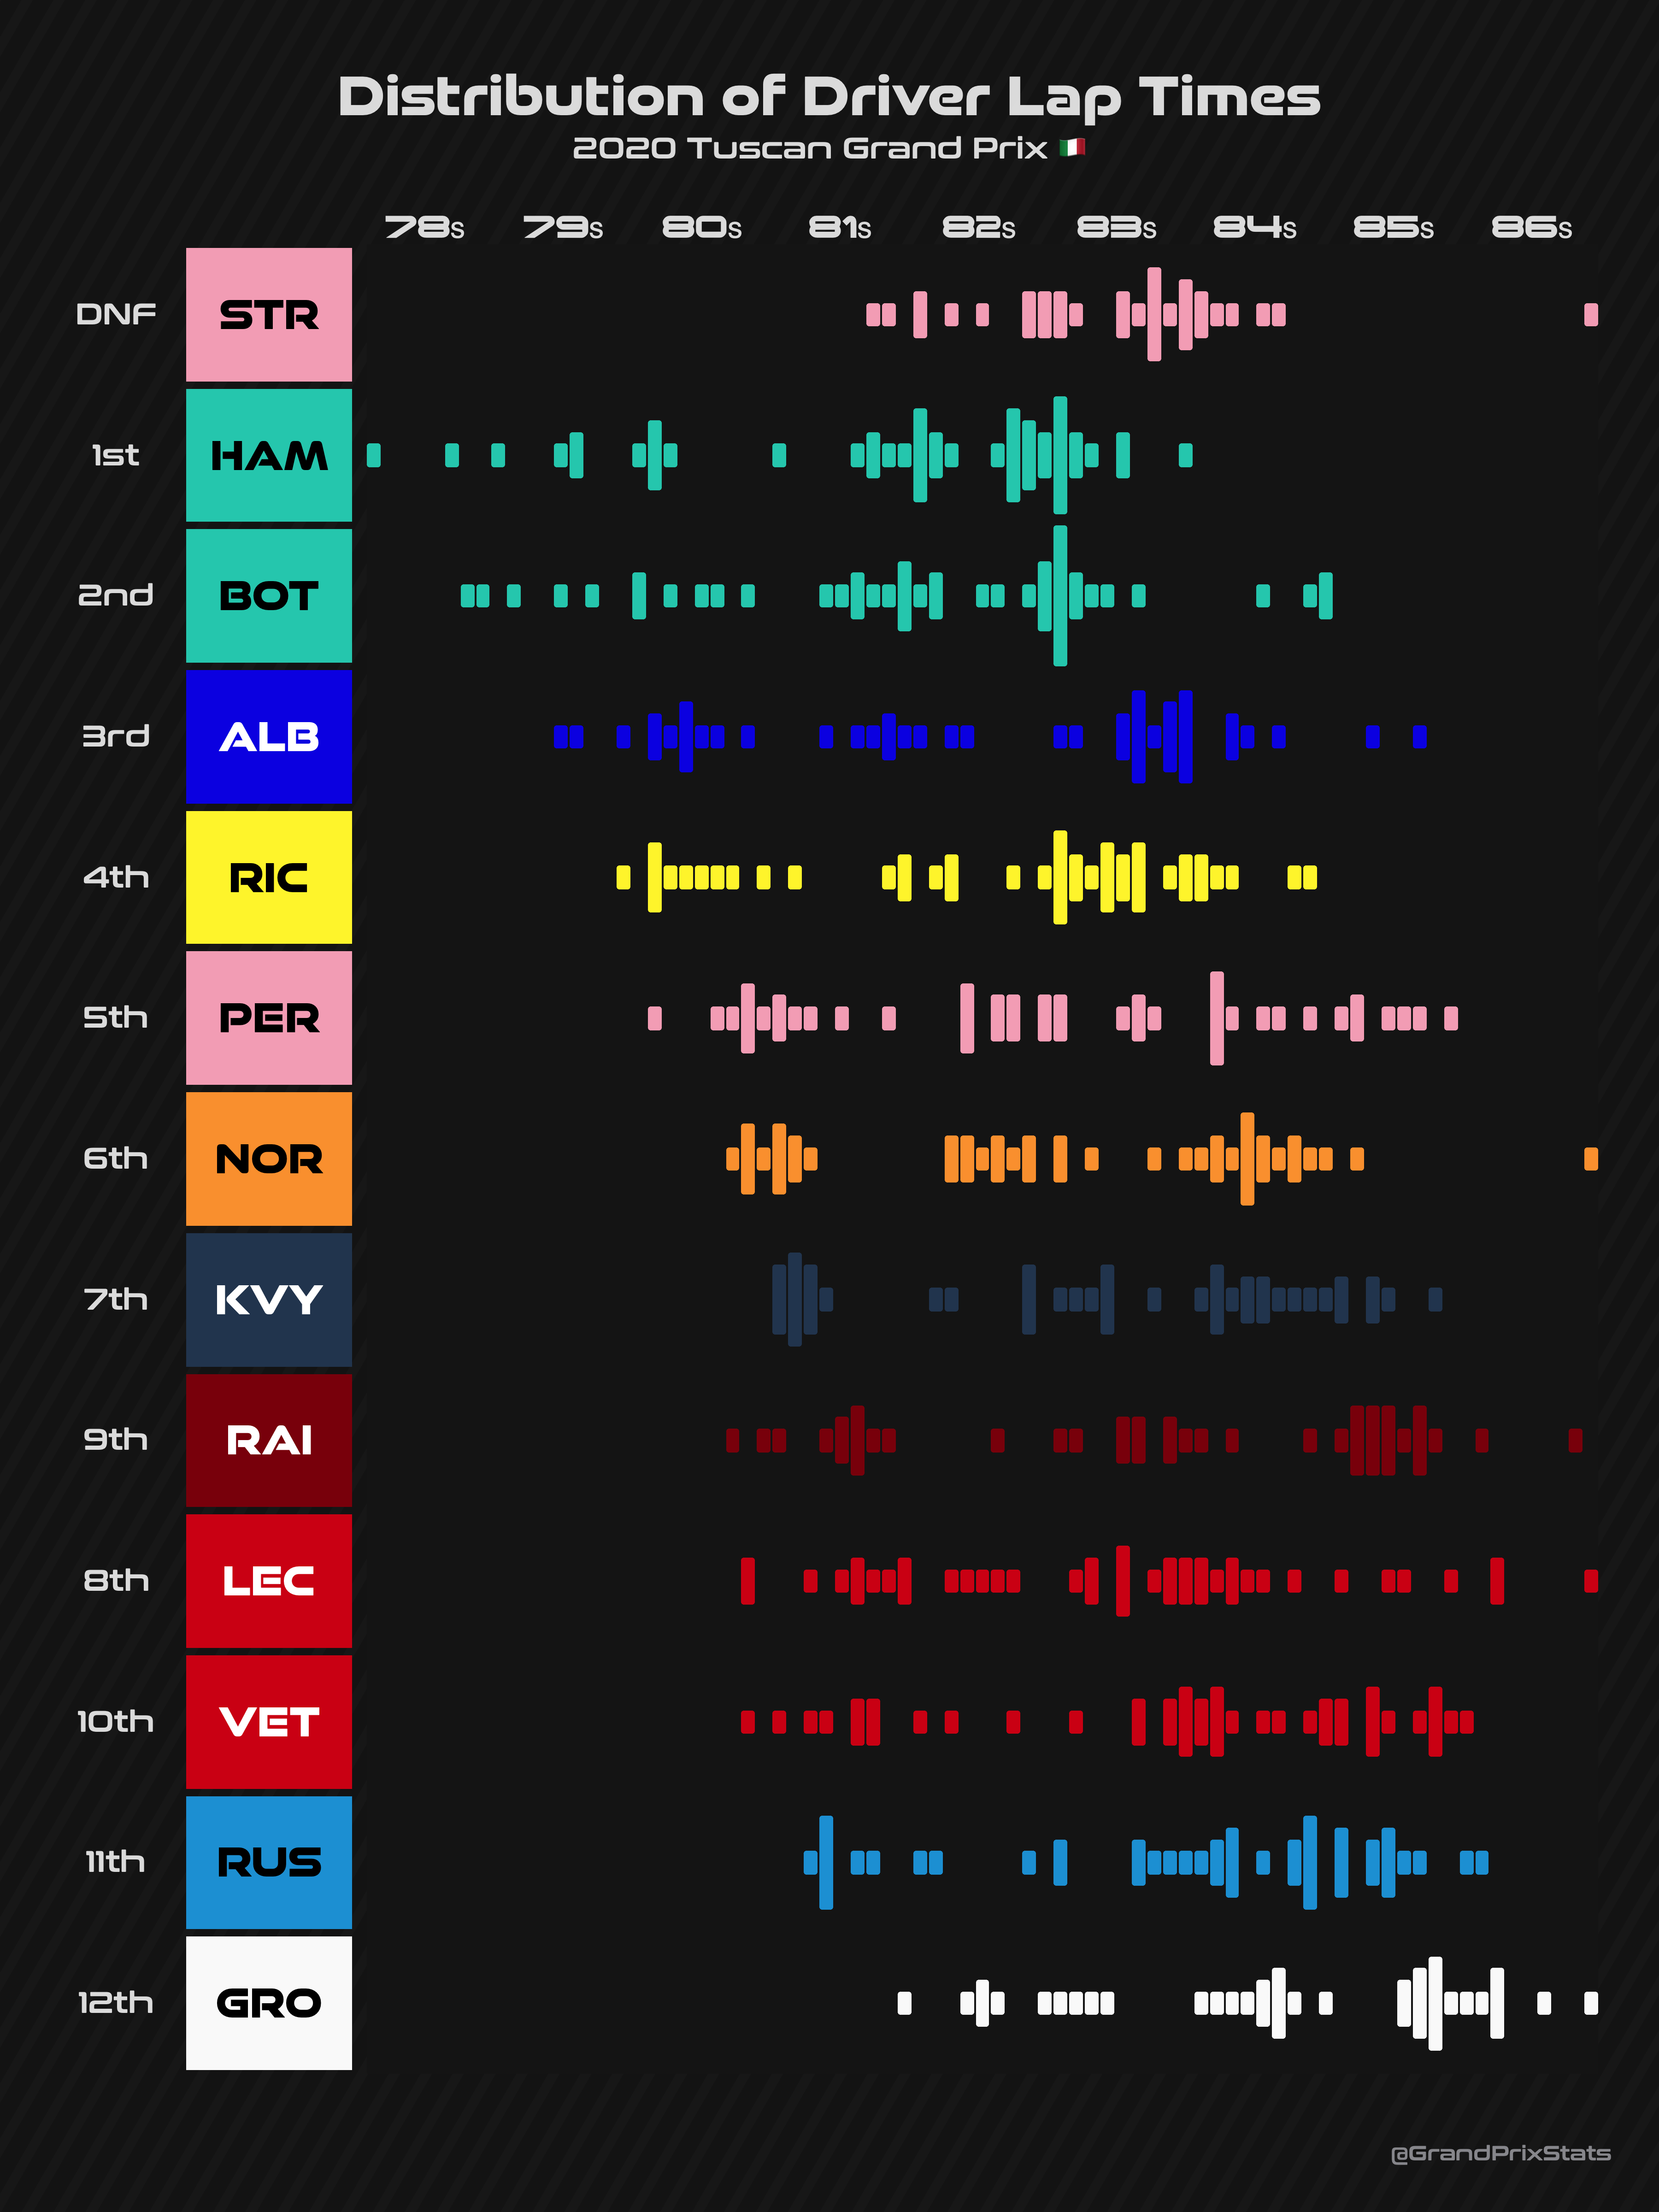 Distribution of Driver Lap Times
2020 Tuscan Grand Prix 🇮🇹
78s 79s 80s 81s 82s 83s 84s 85s 86s
DNF STR
1st HAM
2nd BOT
3rd ALB
4th RIC
5th PER
6th NOR
7th KVY
9th RAI
8th LEC
10th VET
11th RUS
12th GRO
@GrandPrixStats